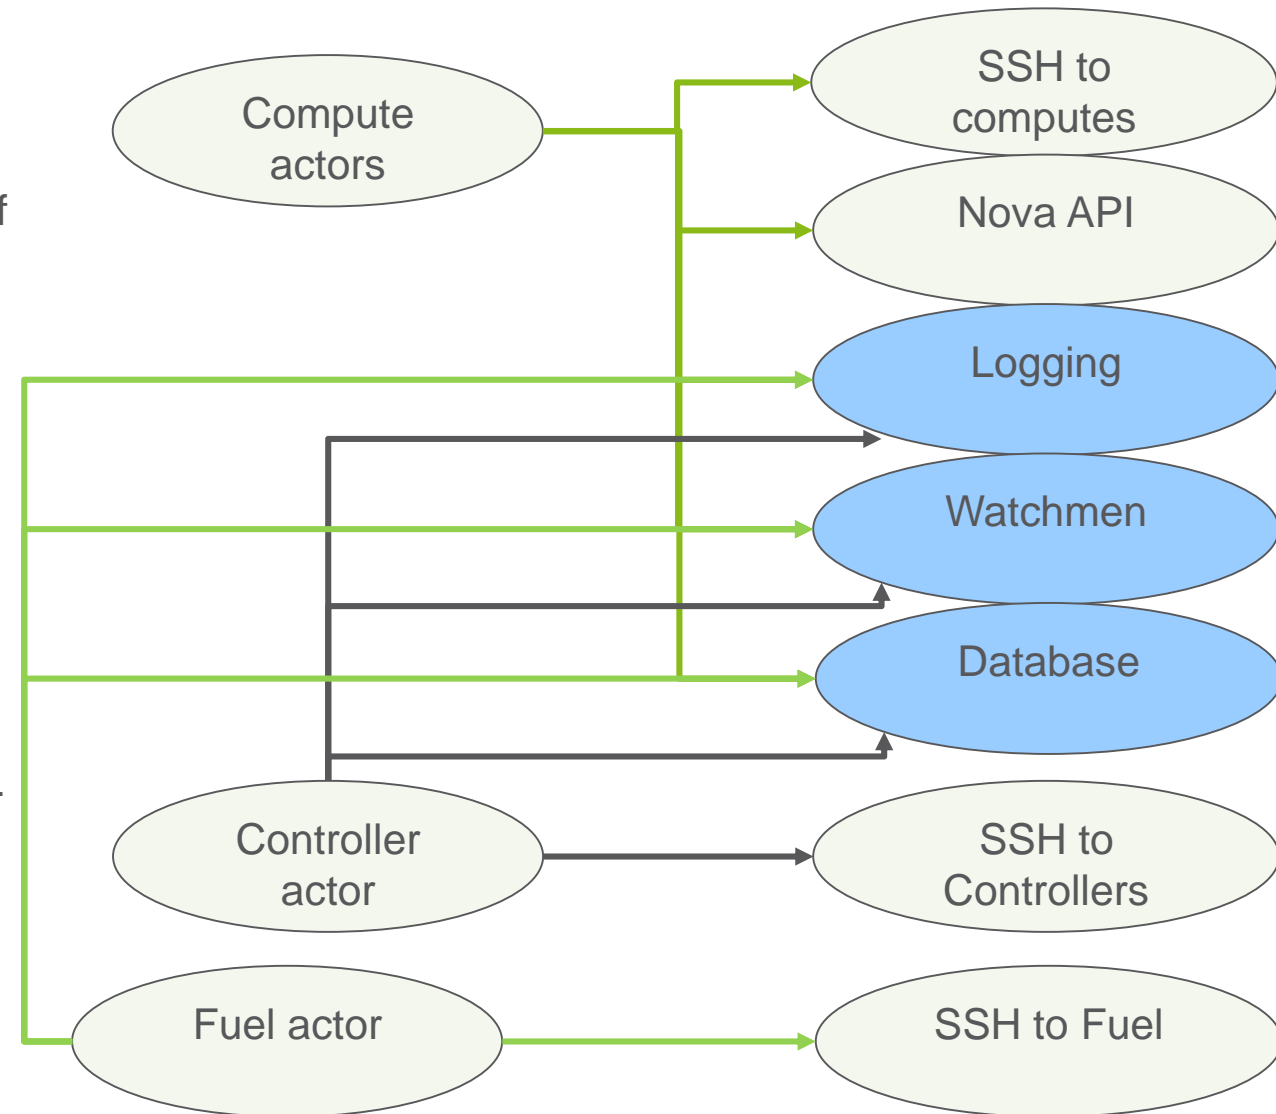 SSH to
computes
Compute
actors
Nova API
Logging
Watchmen
Database
Controller
actor
SSH to
Controllers
Fuel actor
SSH to Fuel